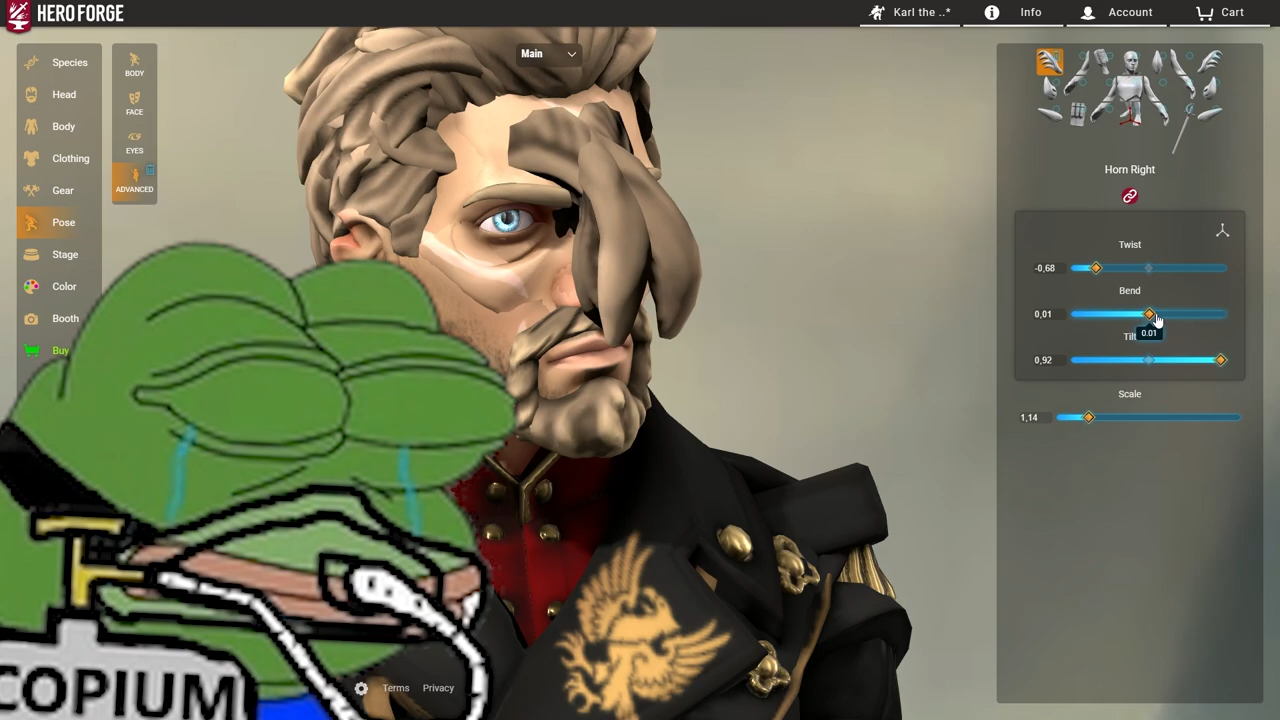 HERO FORGE
Karl the ..*
Info
Account
Cart
Main
Species
Head
Body
Clothing
Gear
Pose
Stage
Color
Booth
Buy
BODY
FACE
EYES
ADVANCED
Horn Right
Twist
-0,68
Bend
0,01
0.01
1,14
0,92
Scale
COPIUM
Terms
Privacy